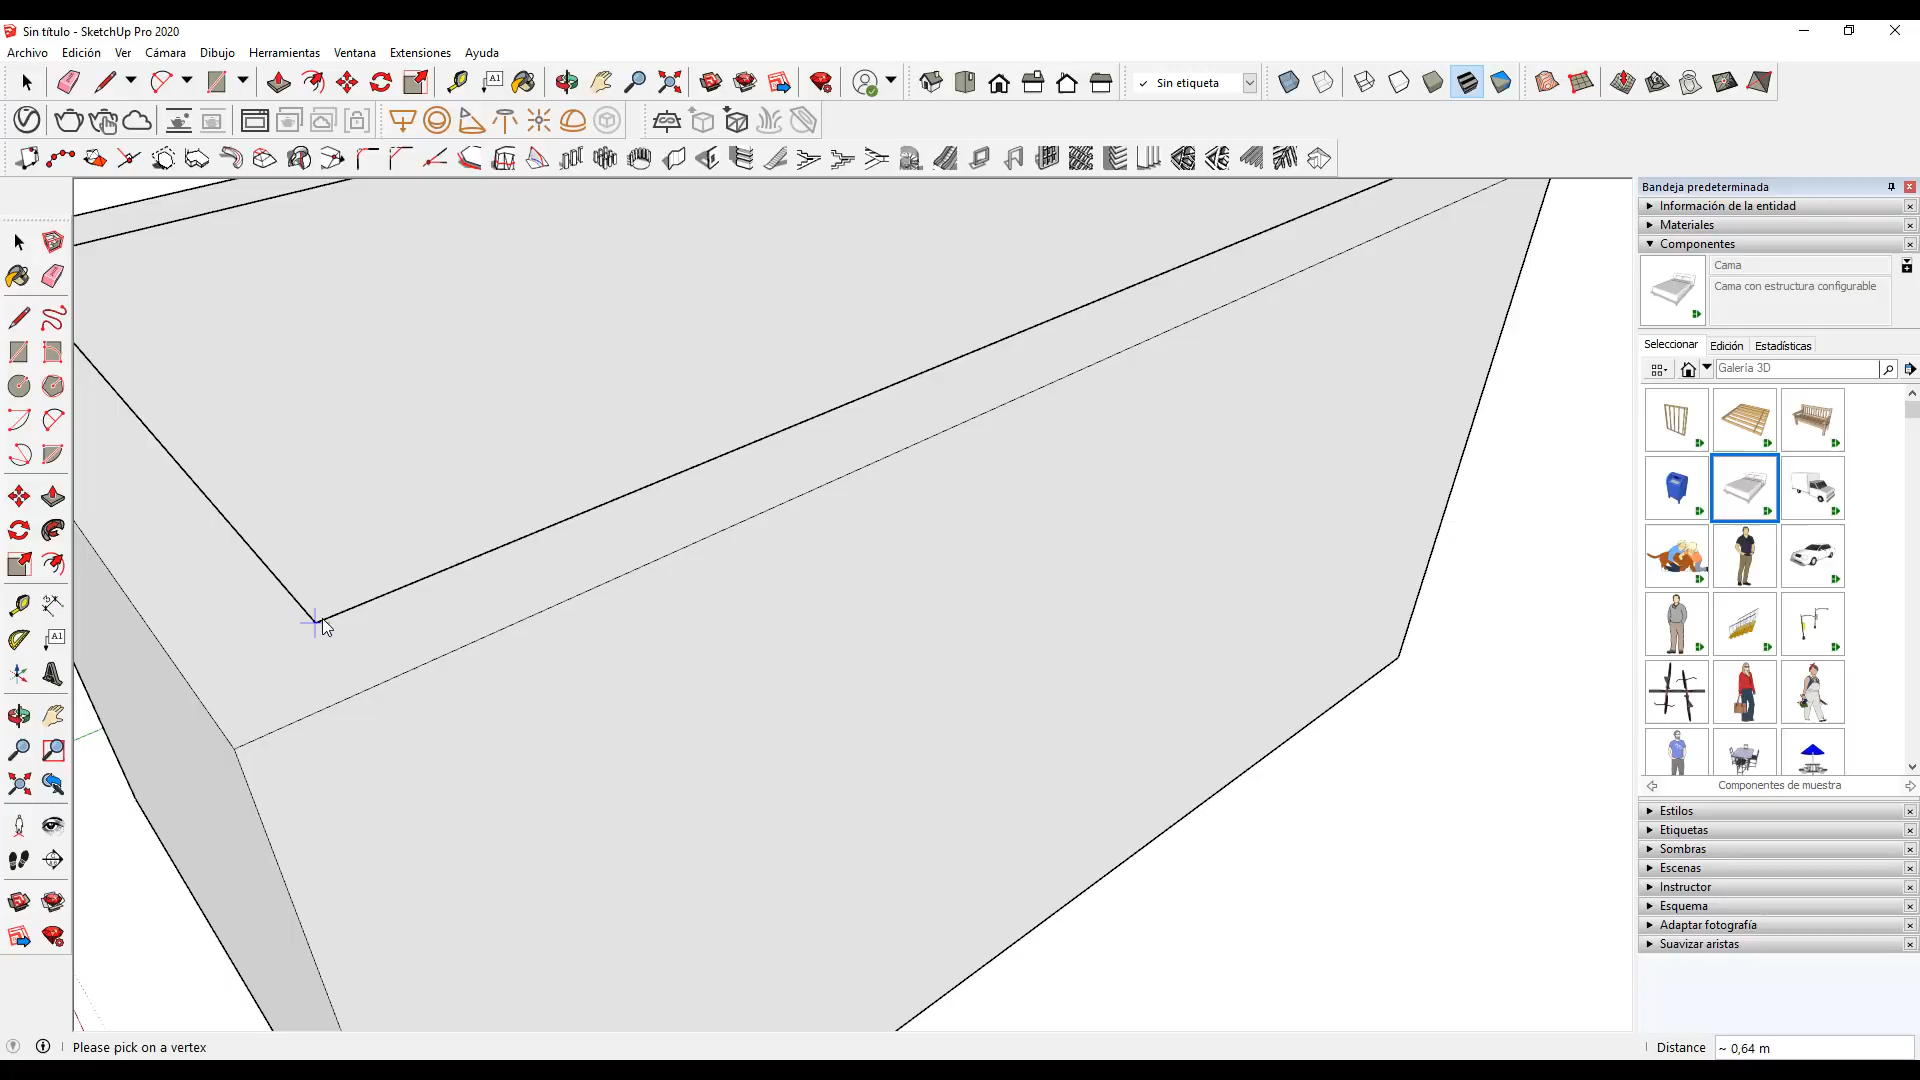 Sin título - SketchUp Pro 2020
Archivo Edición Ver Cámara Dibujo Herramientas Ventana Extensiones Ayuda
A1
Sin etiqueta
Bandeja predeterminada
Información de la entidad
Materiales
Componentes
Cama
Cama con estructura configurable
Seleccionar Edición Estadísticas
Galería 3D
A1
Componentes de muestra
Estilos
Etiquetas
Sombras
Escenas
Instructor
Esquema
Adaptar fotografía
Suavizar aristas
Please pick on a vertex
Distance ~ 0,64 m